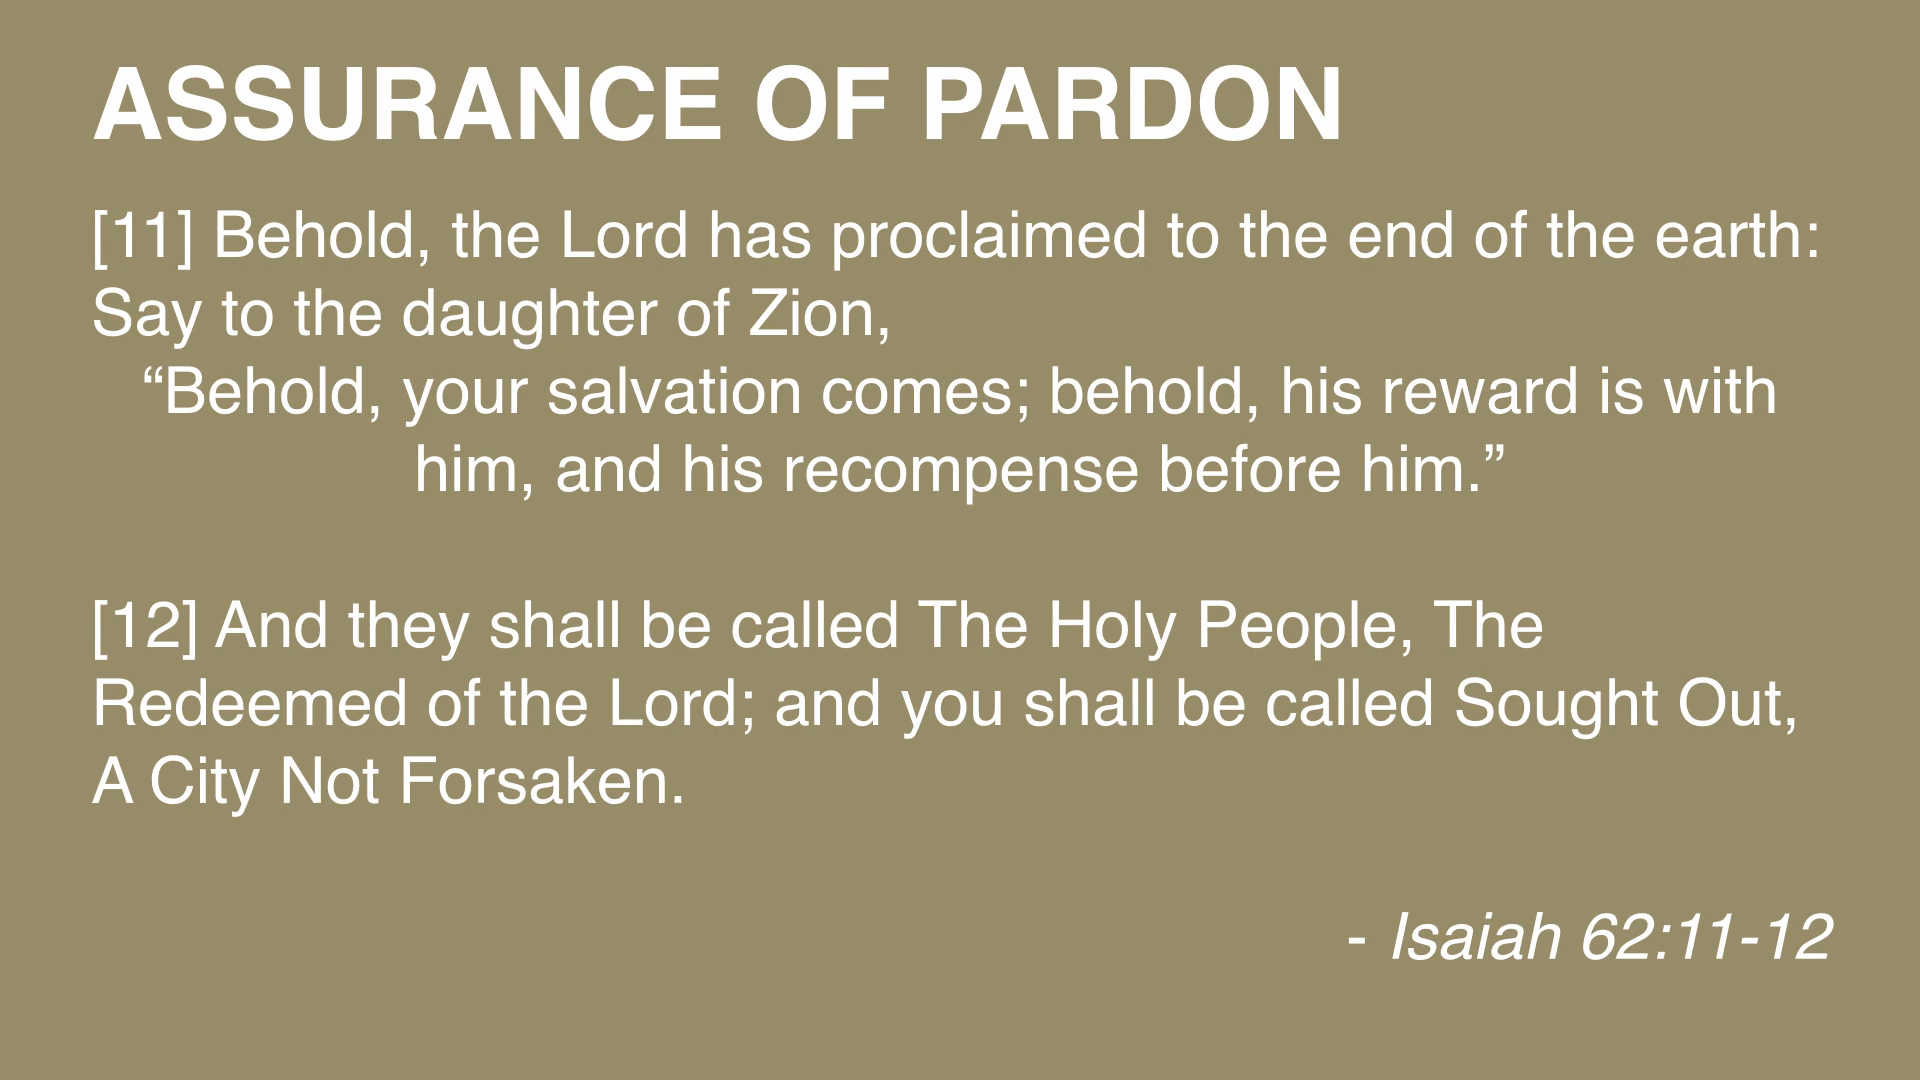 ASSURANCE OF PARDON
[11] Behold, the Lord has proclaimed to the end of the earth:
Say to the daughter of Zion,
“Behold, your salvation comes; behold, his reward is with
him, and his recompense before him.”
[12] And they shall be called The Holy People, The
Redeemed of the Lord; and you shall be called Sought Out,
A City Not Forsaken.
- Isaiah 62:11-12